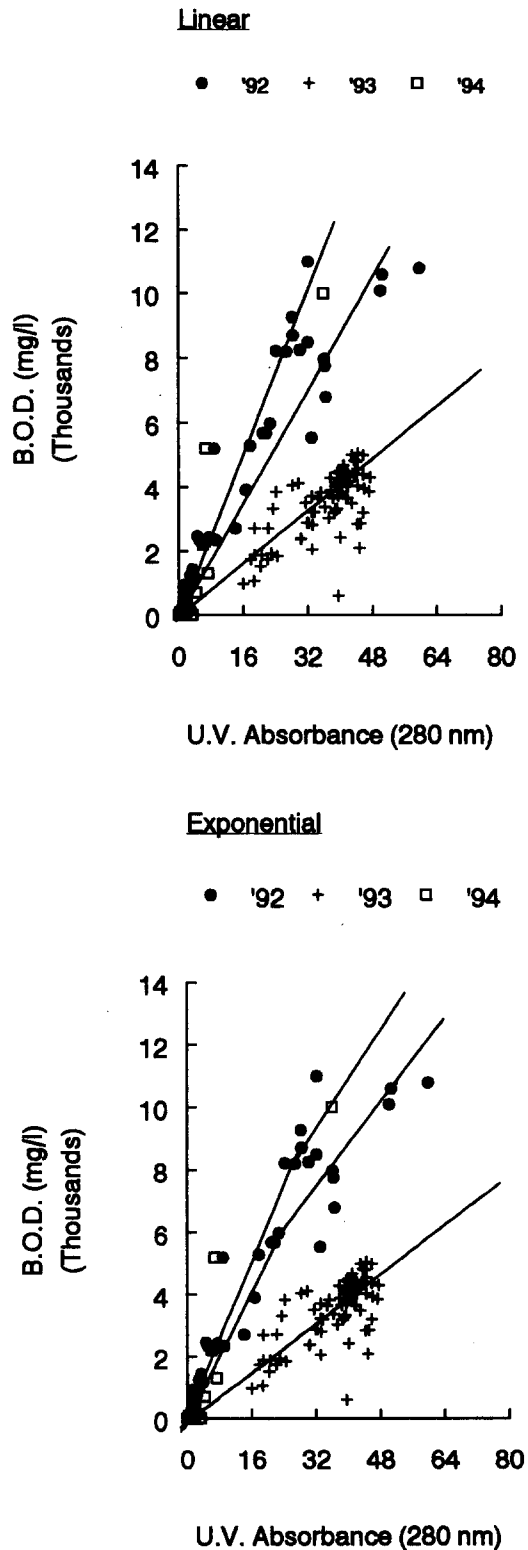 Linear
● '92 + '93 □ '94
14
12
10
8
6
4
2
0
B.O.D. (mg/l)
(Thousands)
0 16 32 48 64 80
U.V. Absorbance (280 nm)
Exponential
● '92 + '93 □ '94
14
12
10
8
6
4
2
0
B.O.D. (mg/l)
(Thousands)
0 16 32 48 64 80
U.V. Absorbance (280 nm)